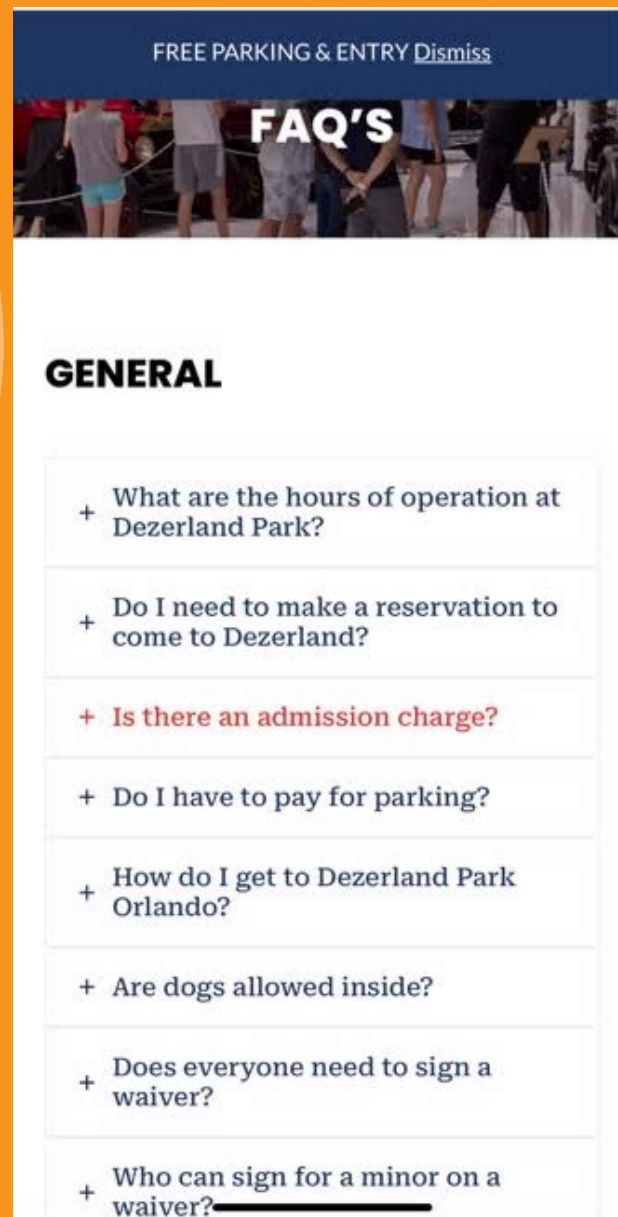 FREE PARKING & ENTRY Dismiss
FAQ’S
GENERAL
+ What are the hours of operation at
Dezerland Park?
+ Do I need to make a reservation to
come to Dezerland?
+ Is there an admission charge?
+ Do I have to pay for parking?
+ How do I get to Dezerland Park
Orlando?
+ Are dogs allowed inside?
+ Does everyone need to sign a
waiver?
+ Who can sign for a minor on a
waiver?